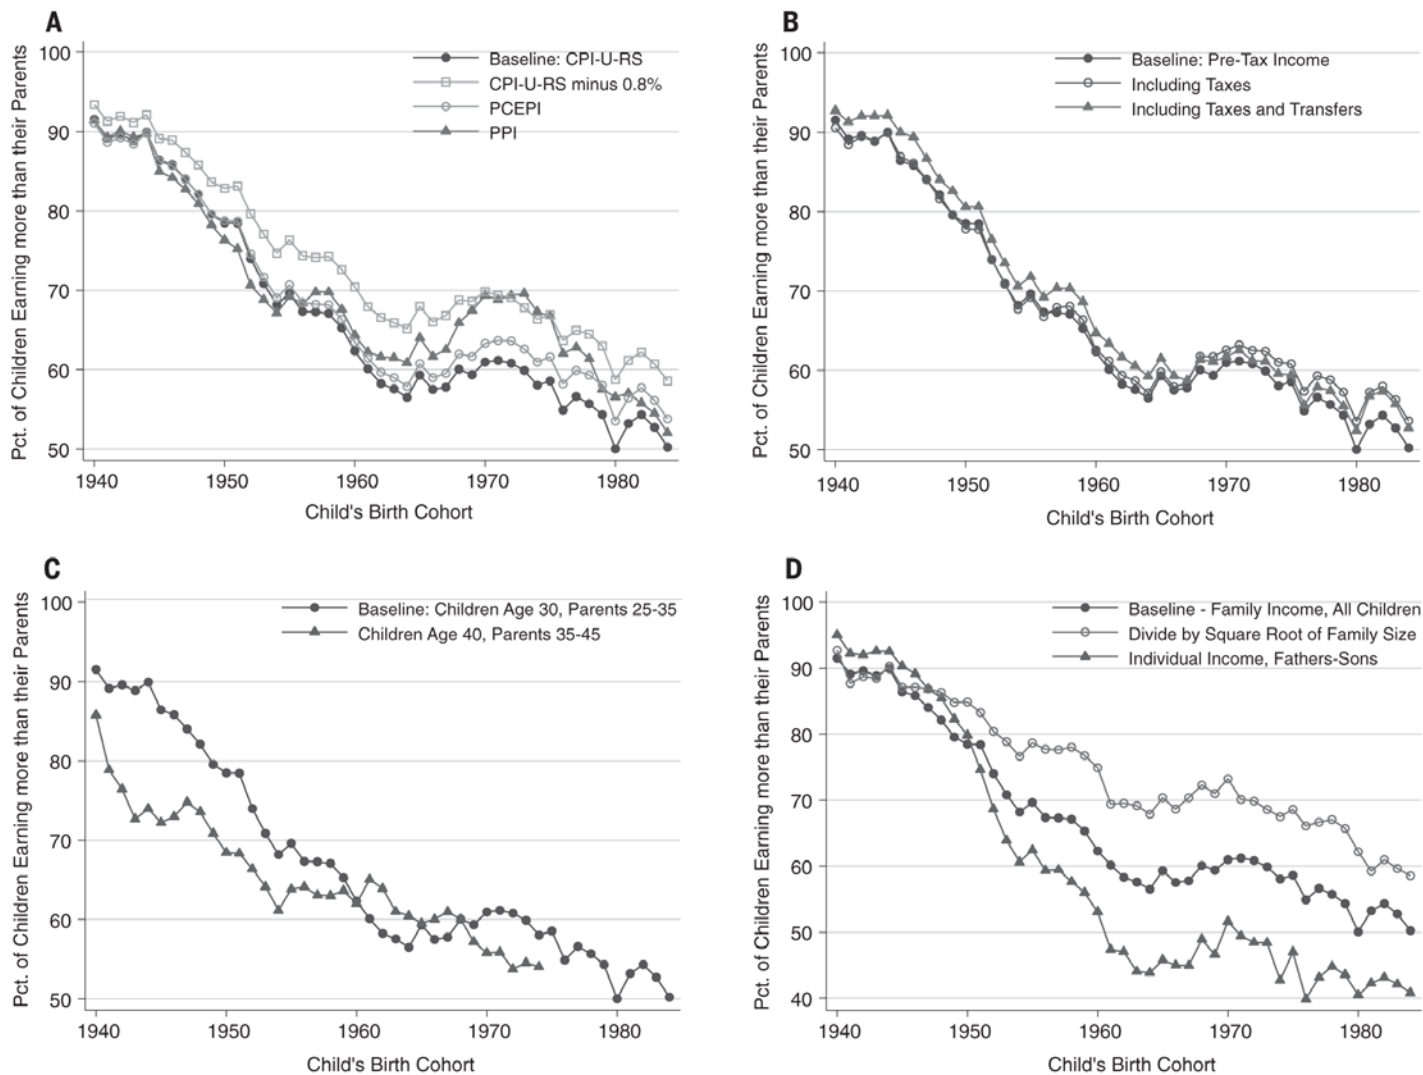 A
Pct. of Children Earning more than their Parents
100
90
80
70
60
50
Baseline: CPI-U-RS
CPI-U-RS minus 0.8%
PCEPI
PPI
1940 1950 1960 1970 1980
Child's Birth Cohort
B
Pct. of Children Earning more than their Parents
100
90
80
70
60
50
Baseline: Pre-Tax Income
Including Taxes
Including Taxes and Transfers
1940 1950 1960 1970 1980
Child's Birth Cohort
C
Pct. of Children Earning more than their Parents
100
90
80
70
60
50
Baseline: Children Age 30, Parents 25-35
Children Age 40, Parents 35-45
1940 1950 1960 1970 1980
Child's Birth Cohort
D
Pct. of Children Earning more than their Parents
100
90
80
70
60
50
40
Baseline - Family Income, All Children
Divide by Square Root of Family Size
Individual Income, Fathers-Sons
1940 1950 1960 1970 1980
Child's Birth Cohort